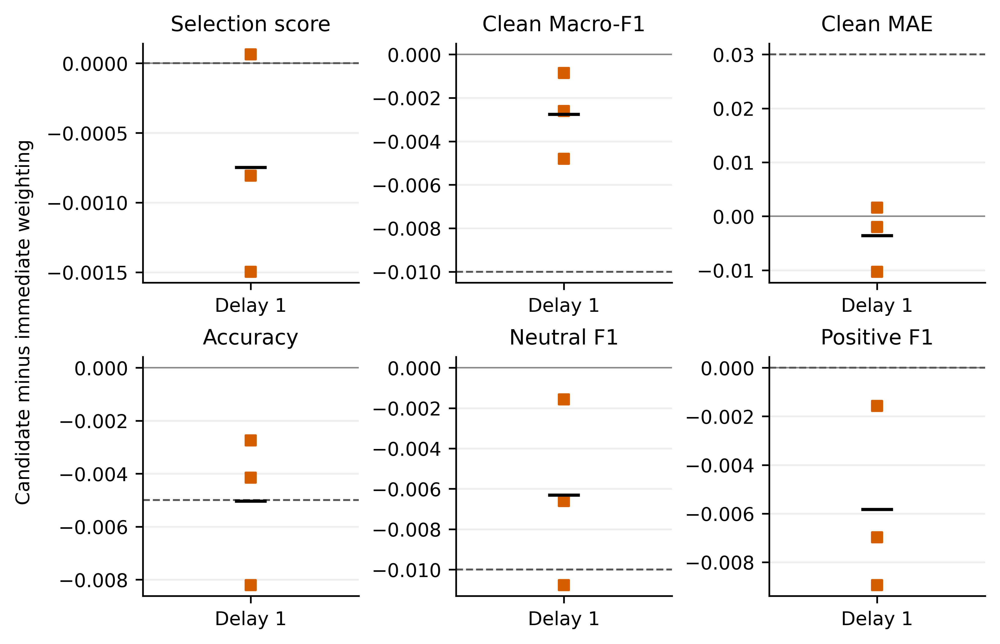 Candidate minus immediate weighting
Selection score
0.0000
−0.0005
−0.0010
−0.0015
Delay 1
Clean Macro-F1
0.000
−0.002
−0.004
−0.006
−0.008
−0.010
Delay 1
Clean MAE
0.03
0.02
0.01
0.00
−0.01
Delay 1
Accuracy
0.000
−0.002
−0.004
−0.006
−0.008
Delay 1
Neutral F1
0.000
−0.002
−0.004
−0.006
−0.008
−0.010
Delay 1
Positive F1
0.000
−0.002
−0.004
−0.006
−0.008
Delay 1